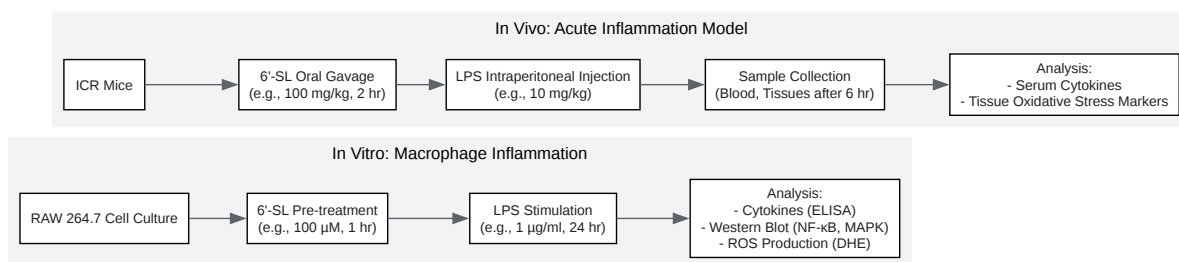 In Vivo: Acute Inflammation Model
ICR Mice
6'-SL Oral Gavage
(e.g., 100 mg/kg, 2 hr)
LPS Intraperitoneal Injection
(e.g., 10 mg/kg)
Sample Collection
(Blood, Tissues after 6 hr)
Analysis:
- Serum Cytokines
- Tissue Oxidative Stress Markers
In Vitro: Macrophage Inflammation
RAW 264.7 Cell Culture
6'-SL Pre-treatment
(e.g., 100 µM, 1 hr)
LPS Stimulation
(e.g., 1 µg/ml, 24 hr)
Analysis:
- Cytokines (ELISA)
- Western Blot (NF-κB, MAPK)
- ROS Production (DHE)